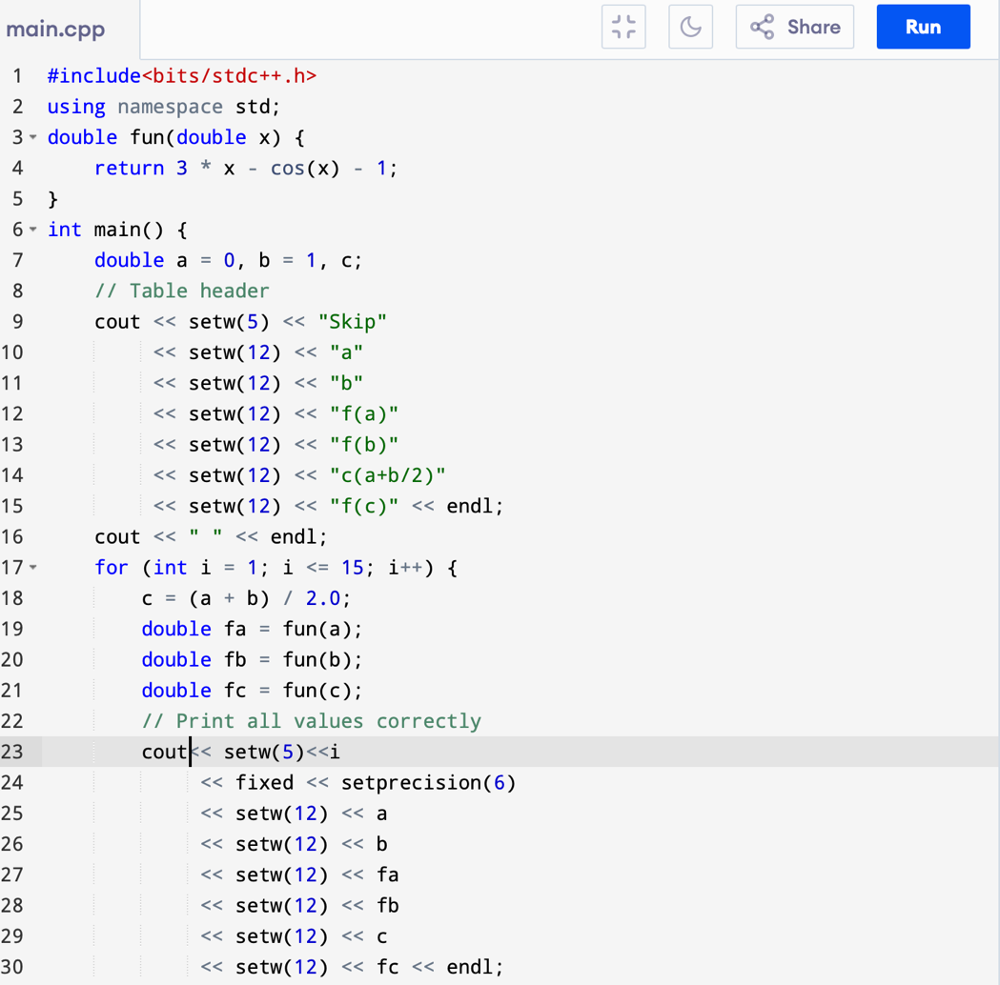 main.cpp
Share
Run
1 #include<bits/stdc++.h>
2 using namespace std;
3 double fun(double x) {
4     return 3 * x - cos(x) - 1;
5 }
6 int main() {
7     double a = 0, b = 1, c;
8     // Table header
9     cout << setw(5) << "Skip"
10          << setw(12) << "a"
11          << setw(12) << "b"
12          << setw(12) << "f(a)"
13          << setw(12) << "f(b)"
14          << setw(12) << "c(a+b/2)"
15          << setw(12) << "f(c)" << endl;
16     cout << " " << endl;
17     for (int i = 1; i <= 15; i++) {
18         c = (a + b) / 2.0;
19         double fa = fun(a);
20         double fb = fun(b);
21         double fc = fun(c);
22         // Print all values correctly
23         cout<< setw(5)<<i
24              << fixed << setprecision(6)
25              << setw(12) << a
26              << setw(12) << b
27              << setw(12) << fa
28              << setw(12) << fb
29              << setw(12) << c
30              << setw(12) << fc << endl;